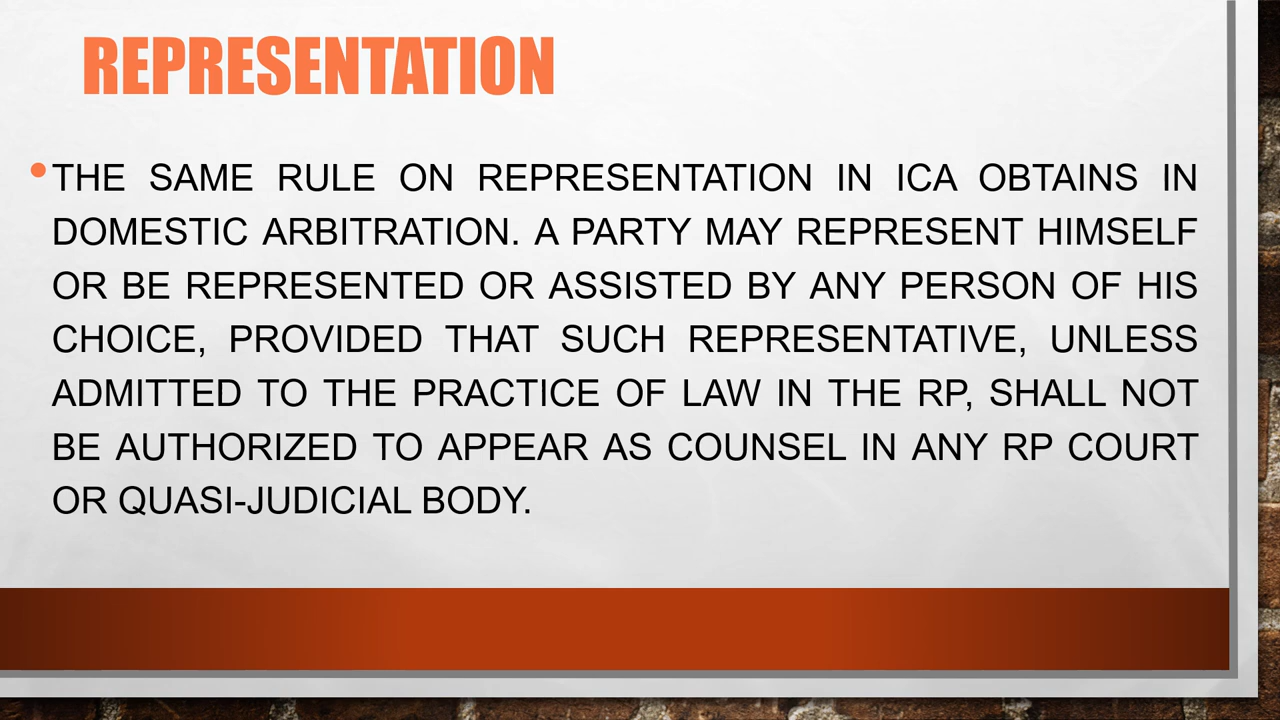 REPRESENTATION
THE SAME RULE ON REPRESENTATION IN ICA OBTAINS IN
DOMESTIC ARBITRATION. A PARTY MAY REPRESENT HIMSELF
OR BE REPRESENTED OR ASSISTED BY ANY PERSON OF HIS
CHOICE, PROVIDED THAT SUCH REPRESENTATIVE, UNLESS
ADMITTED TO THE PRACTICE OF LAW IN THE RP, SHALL NOT
BE AUTHORIZED TO APPEAR AS COUNSEL IN ANY RP COURT
OR QUASI-JUDICIAL BODY.